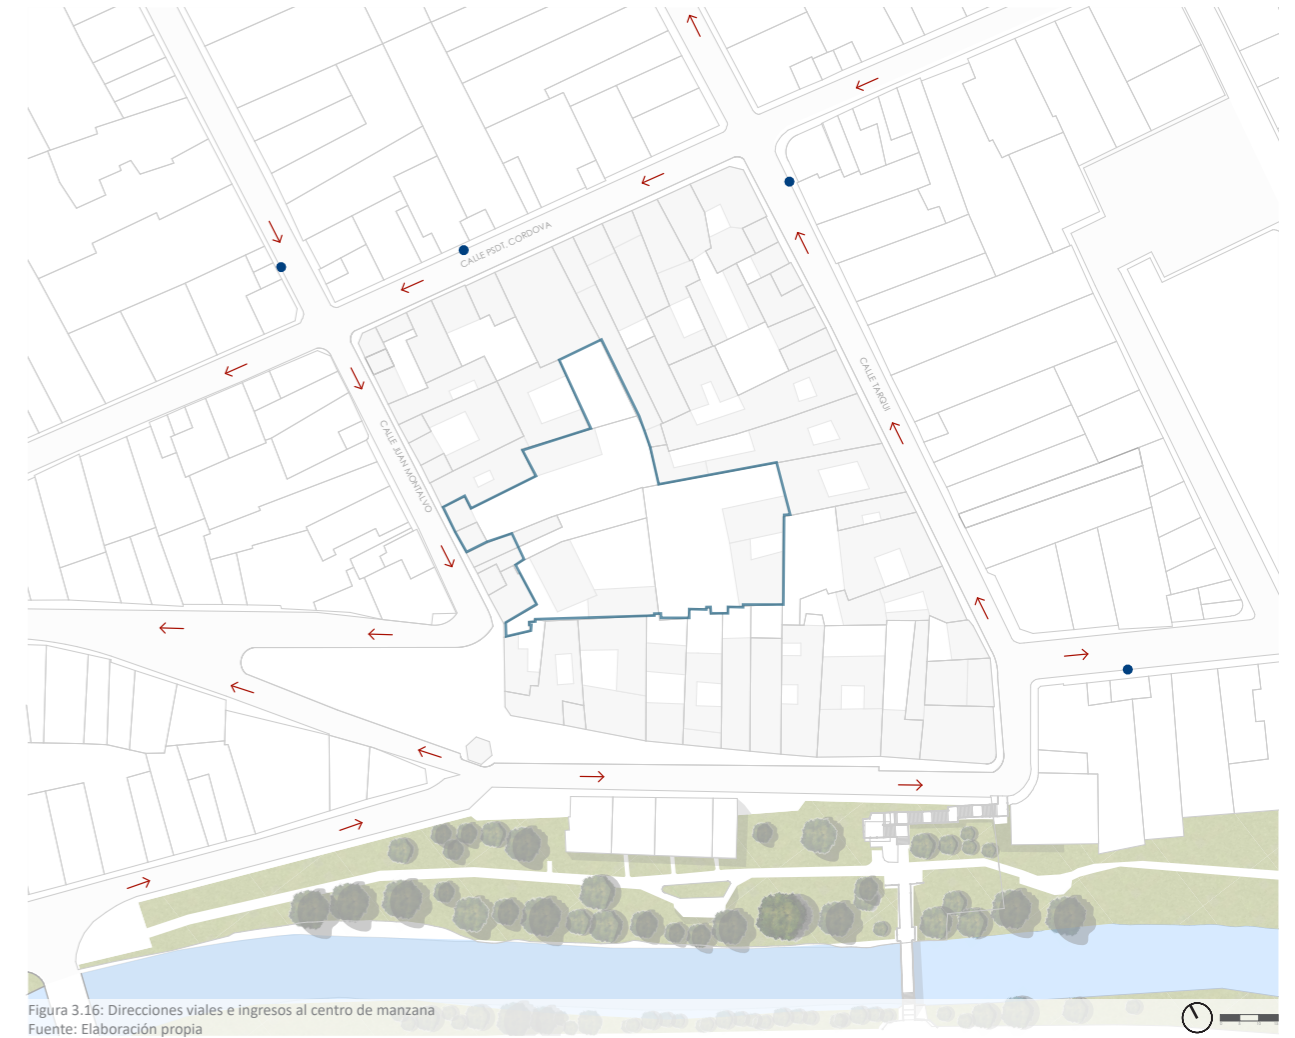 CALLE PSDT. CORDOVA
CALLE TARQUI
CALLE JUAN MONTALVO
Figura 3.16: Direcciones viales e ingresos al centro de manzana
Fuente: Elaboración propia